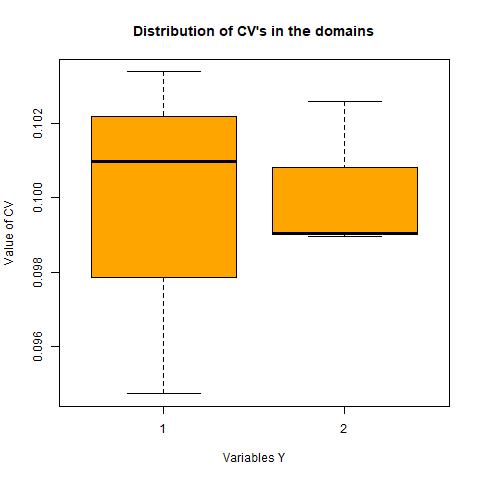 Distribution of CV's in the domains
Value of CV
0.102
0.100
0.098
0.096
1 2
Variables Y